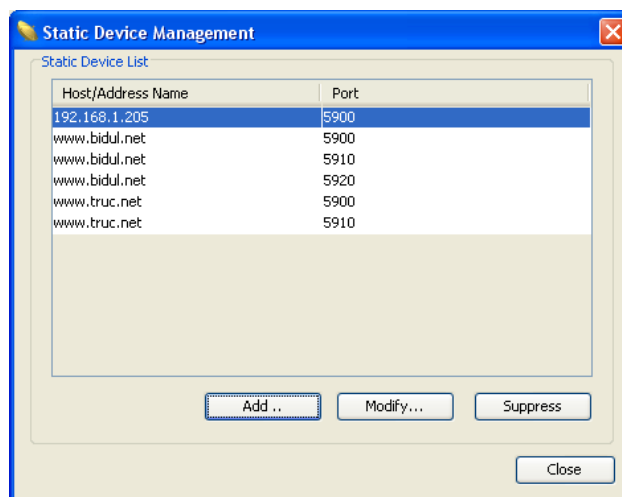 Static Device Management
Static Device List
Host/Address Name Port
192.168.1.205 5900
www.bidul.net 5900
www.bidul.net 5910
www.bidul.net 5920
www.truc.net 5900
www.truc.net 5910
Add .. Modify... Suppress
Close